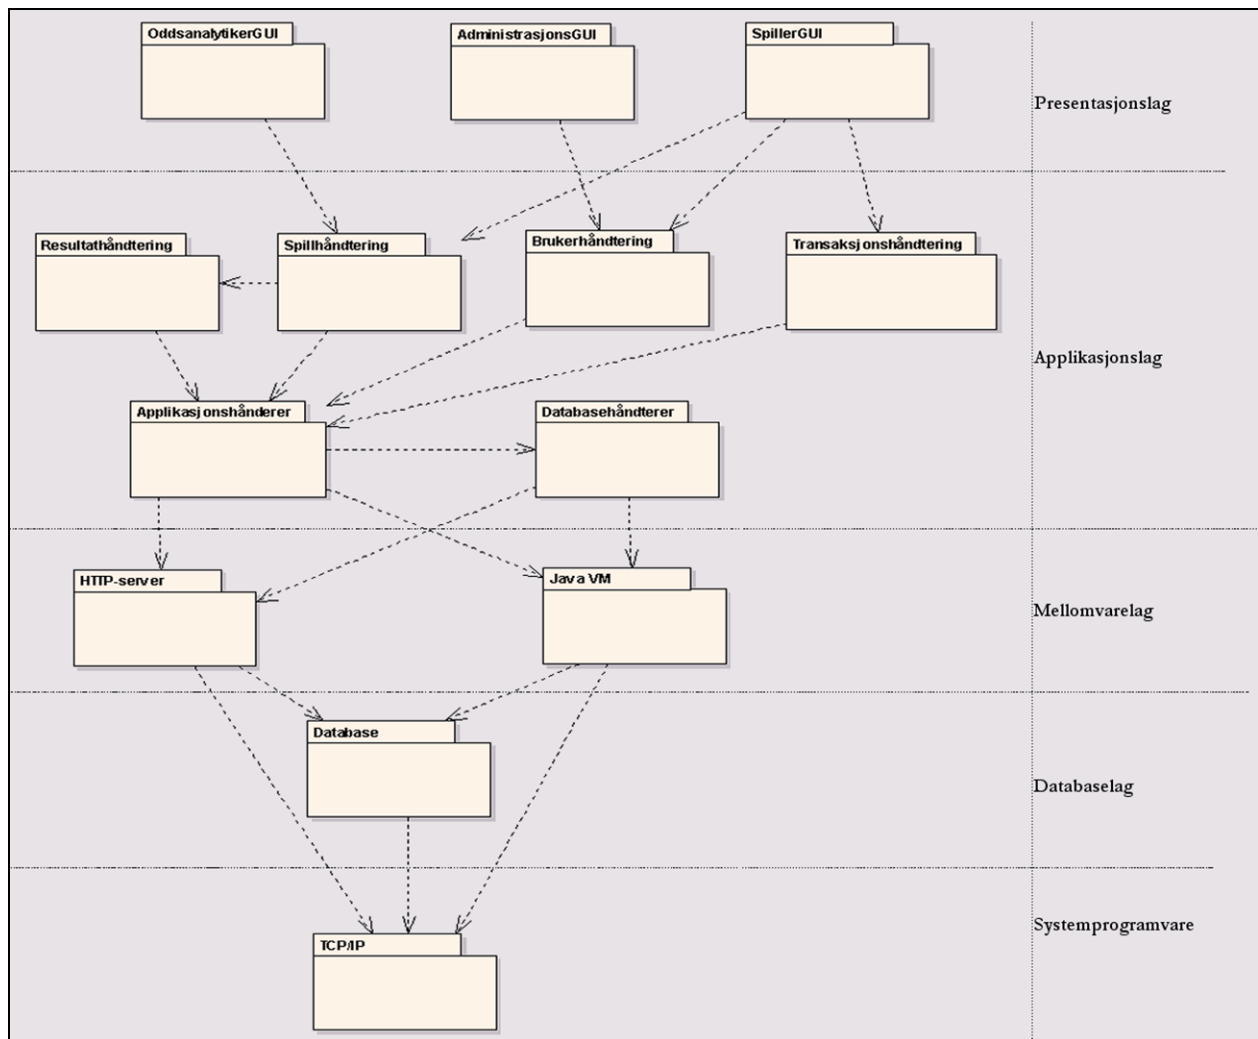 OddsanalytikerGUI
AdministrasjonsGUI
SpillerGUI
Presentasjonslag
Resultathåndtering
Spillhåndtering
Brukerhåndtering
Transaksjonshåndtering
Applikasjonslag
Applikasjonshånderer
Databasehåndterer
HTTP-server
Java VM
Mellomvarelag
Database
Databaselag
Systemprogramvare
TCP/IP